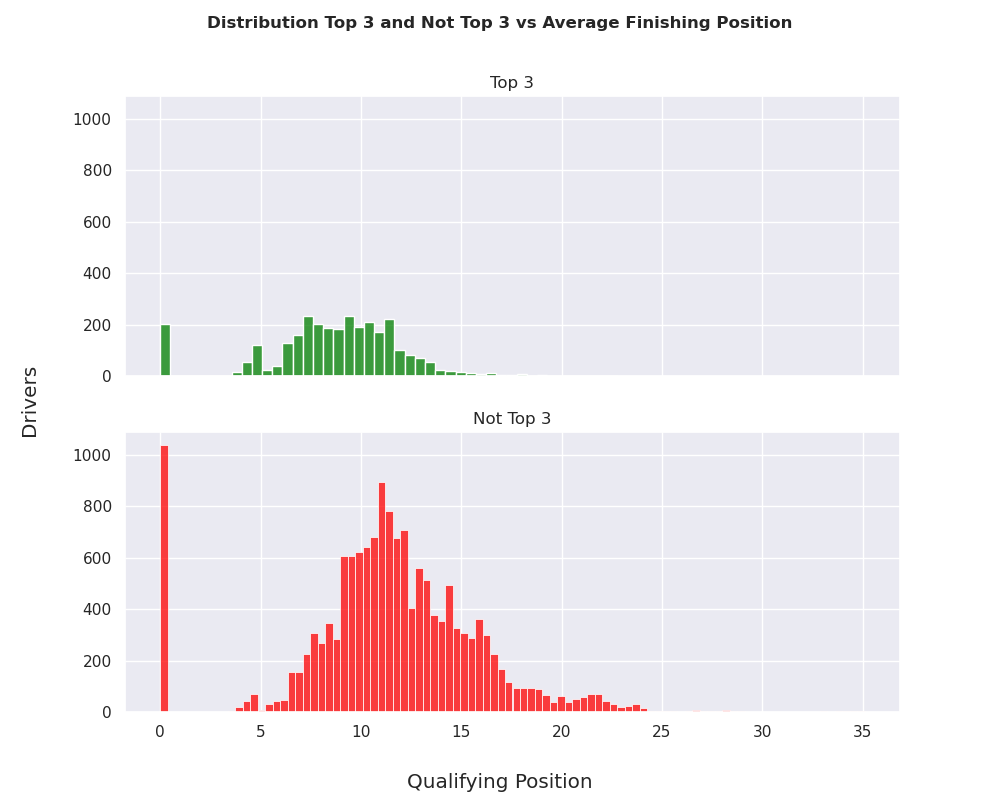 Distribution Top 3 and Not Top 3 vs Average Finishing Position
Top 3
1000
800
600
400
200
0
Drivers
Not Top 3
1000
800
600
400
200
0
0 5 10 15 20 25 30 35
Qualifying Position